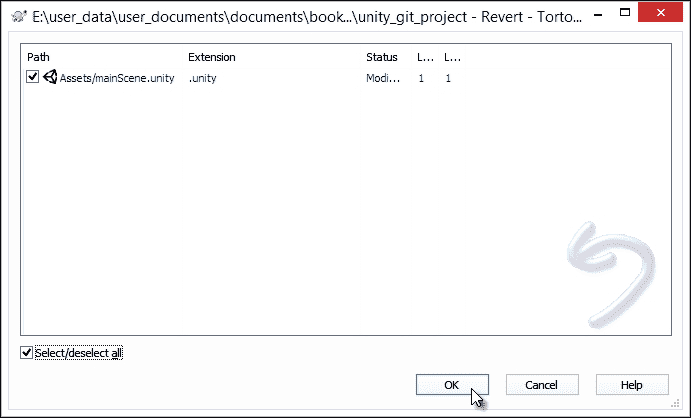 E:\user_data\user_documents\documents\book...\unity_git_project - Revert - Torto...
Path Extension Status L... L...
Assets/mainScene.unity .unity Modi... 1 1
Select/deselect all
OK Cancel Help